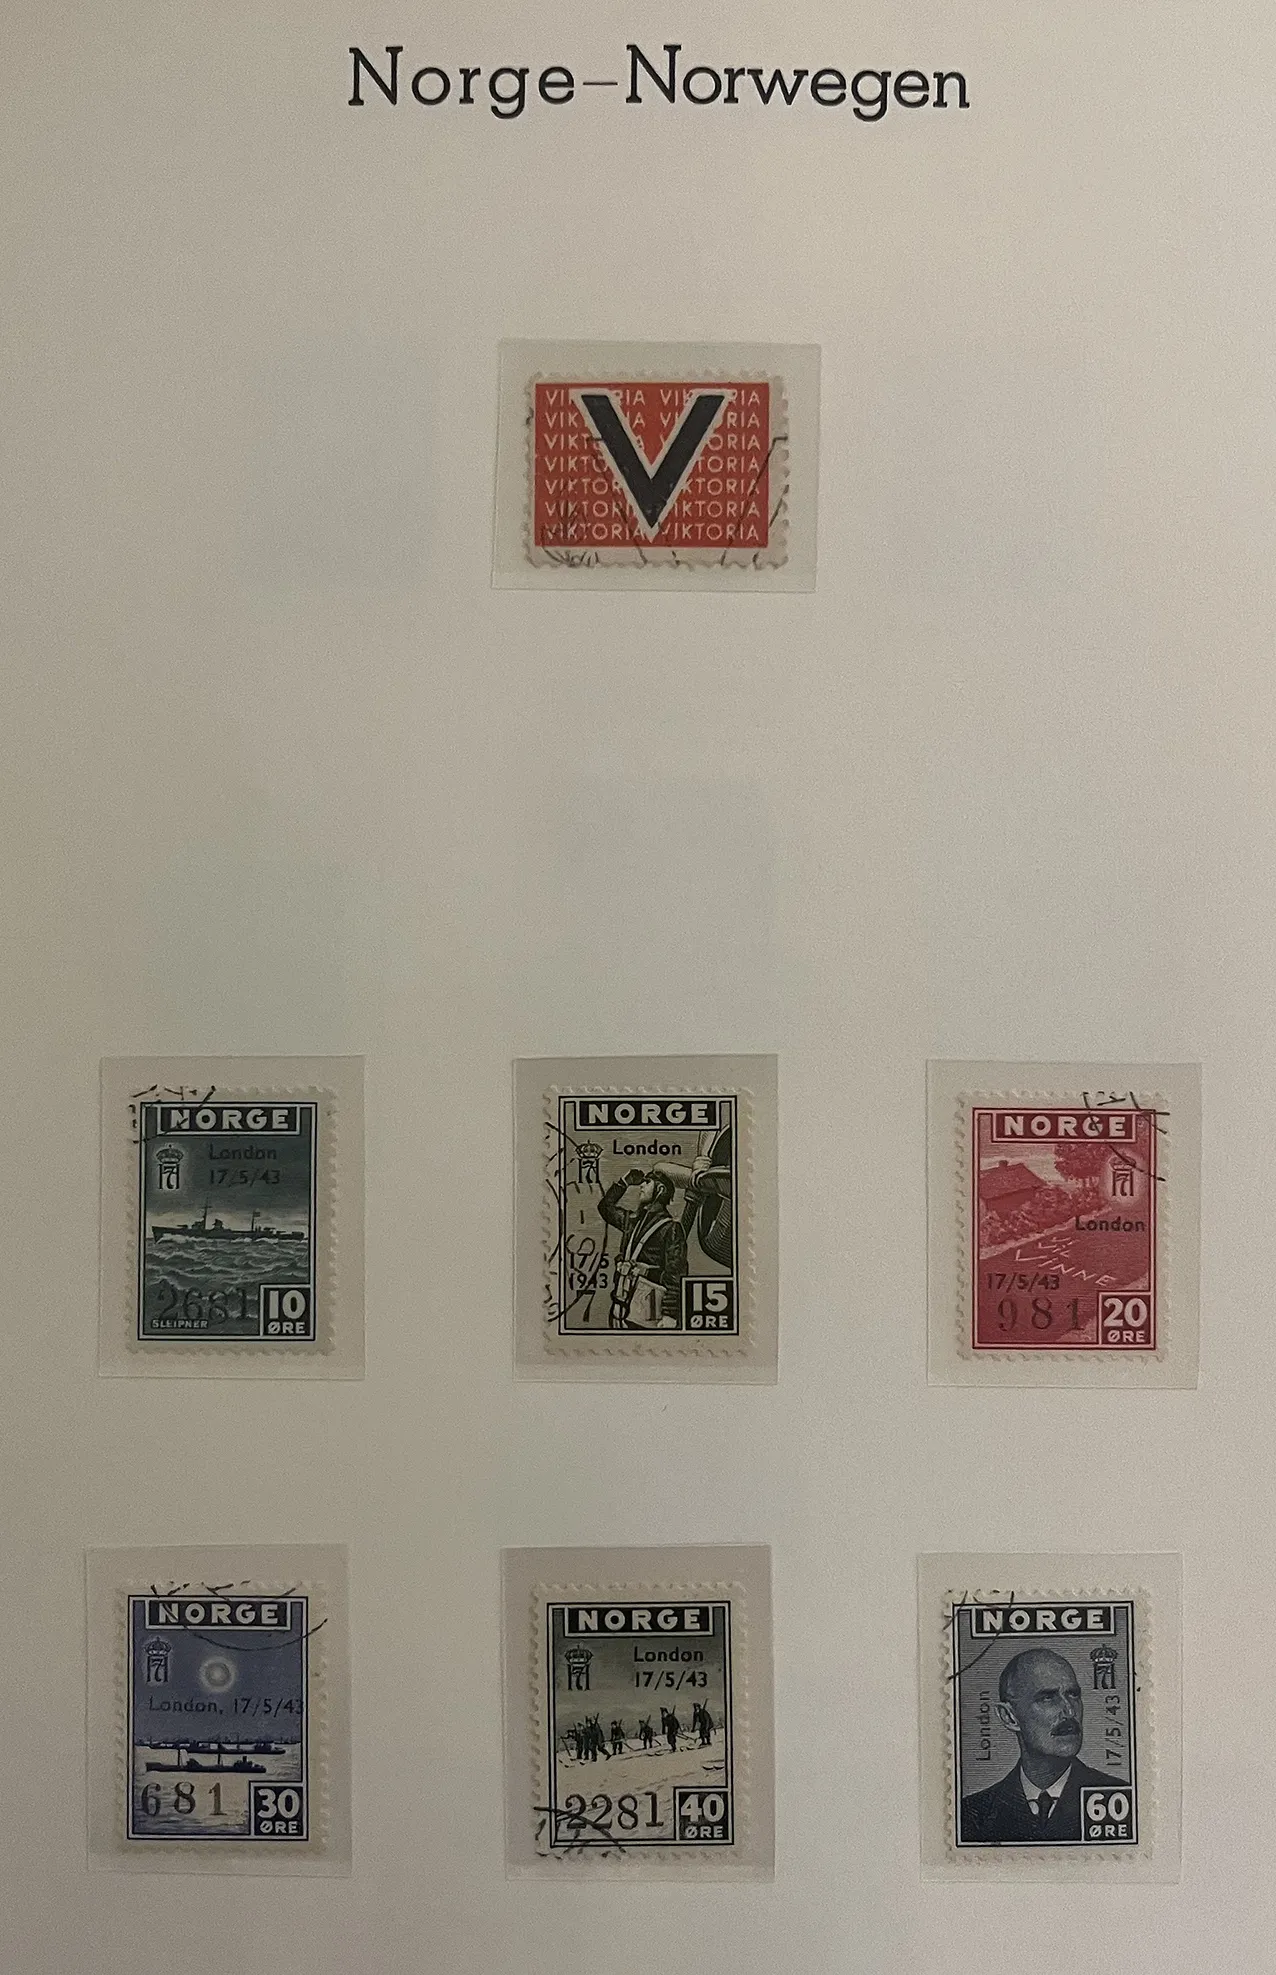 Norge–Norwegen
VIKTORIA VIKTORIA
VIKTORIA VIKTORIA
VIKTORIA VIKTORIA
VIKTORIA VIKTORIA
VIKTORIA VIKTORIA
VIKTORIA VIKTORIA
VIKTORIA VIKTORIA
V
NORGE
London
17/5/43
2681
SLEIPNER
10
ØRE
NORGE
London
17/5
1943
7 1
15
ØRE
NORGE
London
VI
VINNE
17/5/43
981
20
ØRE
NORGE
London, 17/5/43
681
30
ØRE
NORGE
London
17/5/43
2281
40
ØRE
NORGE
London
17/5/43
60
ØRE